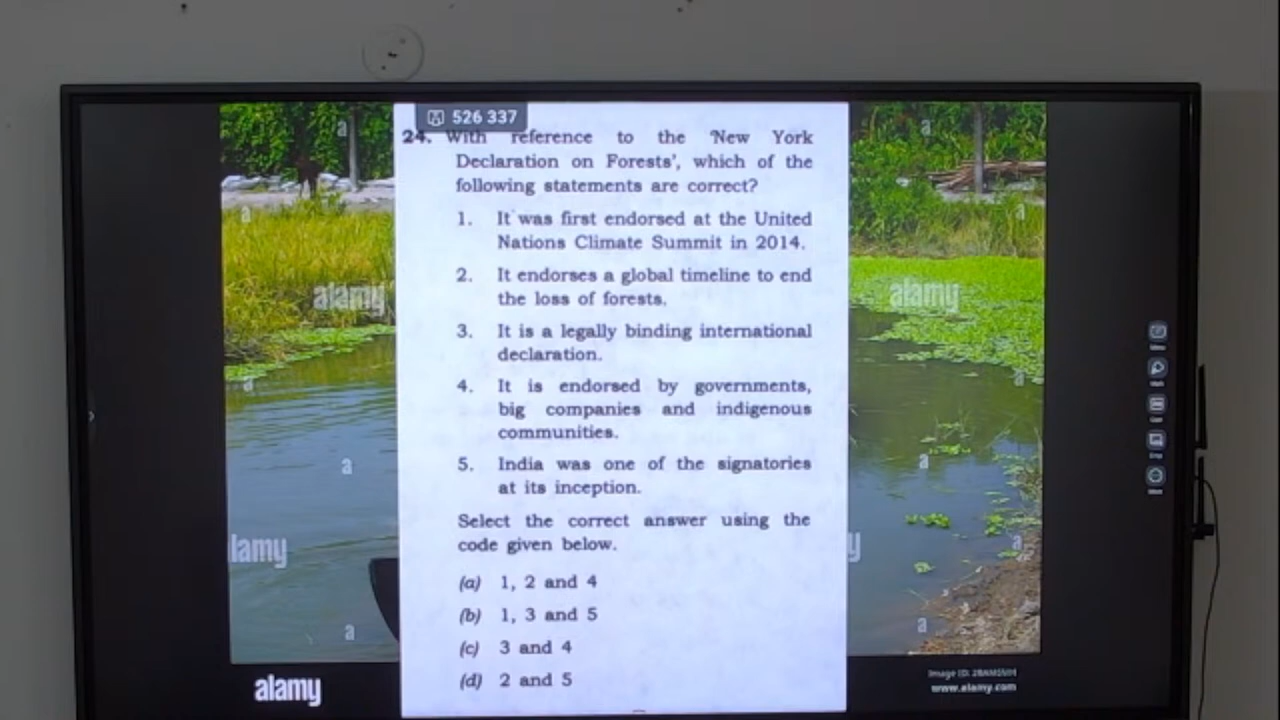 526 337
24. With reference to the 'New York
Declaration on Forests', which of the
following statements are correct?
1. It was first endorsed at the United
Nations Climate Summit in 2014.
2. It endorses a global timeline to end
the loss of forests.
3. It is a legally binding international
declaration.
4. It is endorsed by governments,
big companies and indigenous
communities.
5. India was one of the signatories
at its inception.
Select the correct answer using the
code given below.
(a) 1, 2 and 4
(b) 1, 3 and 5
(c) 3 and 4
(d) 2 and 5
a
a
a
a
alamy
alamy
a
a
a
a
lamy
y
a
a
a
alamy
www.alamy.com